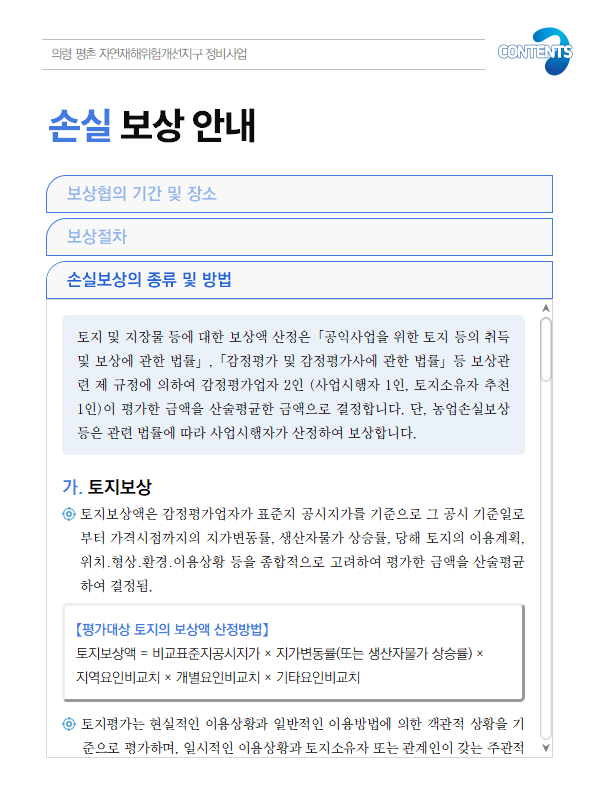 의령 평촌 자연재해위험개선지구 정비사업
CONTENTS
손실 보상 안내
보상협의 기간 및 장소
보상절차
손실보상의 종류 및 방법
토지 및 지장물 등에 대한 보상액 산정은「공익사업을 위한 토지 등의 취득
및 보상에 관한 법률」,「감정평가 및 감정평가사에 관한 법률」등 보상관
련 제 규정에 의하여 감정평가업자 2인 (사업시행자 1인, 토지소유자 추천
1인)이 평가한 금액을 산술평균한 금액으로 결정합니다. 단, 농업손실보상
등은 관련 법률에 따라 사업시행자가 산정하여 보상합니다.
가. 토지보상
토지보상액은 감정평가업자가 표준지 공시지가를 기준으로 그 공시 기준일로
부터 가격시점까지의 지가변동률, 생산자물가 상승률, 당해 토지의 이용계획,
위치.형상.환경.이용상황 등을 종합적으로 고려하여 평가한 금액을 산술평균
하여 결정됨.
【평가대상 토지의 보상액 산정방법】
토지보상액 = 비교표준지공시지가 × 지가변동률(또는 생산자물가 상승률) ×
지역요인비교치 × 개별요인비교치 × 기타요인비교치
토지평가는 현실적인 이용상황과 일반적인 이용방법에 의한 객관적 상황을 기
준으로 평가하며, 일시적인 이용상황과 토지소유자 또는 관계인이 갖는 주관적